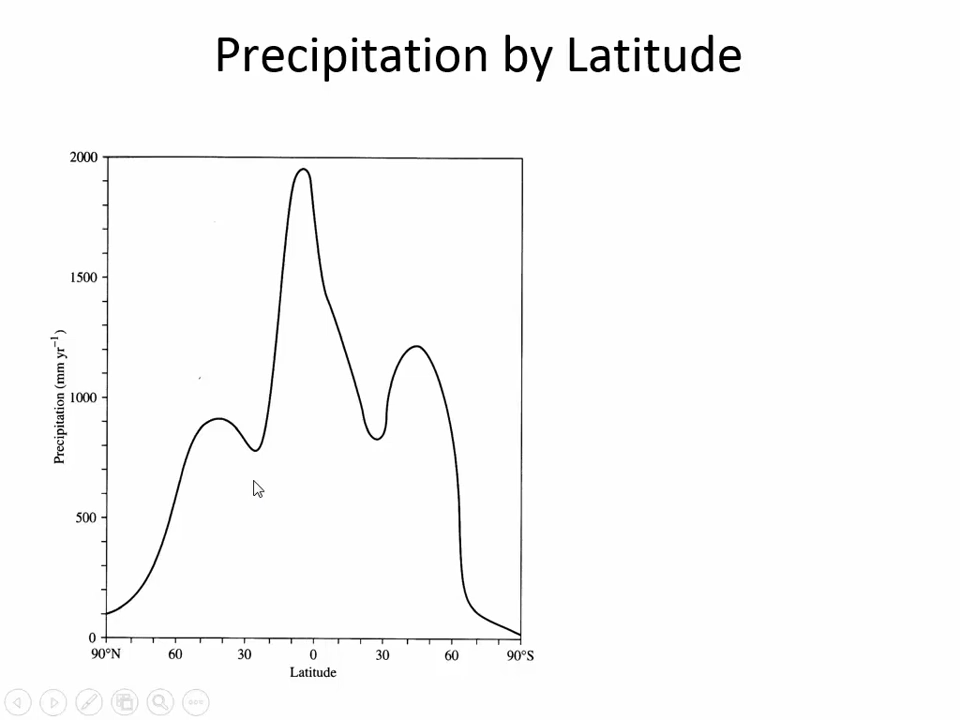 Precipitation by Latitude
2000
1500
1000
500
0
Precipitation (mm yr⁻¹)
90°N 60 30 0 30 60 90°S
Latitude